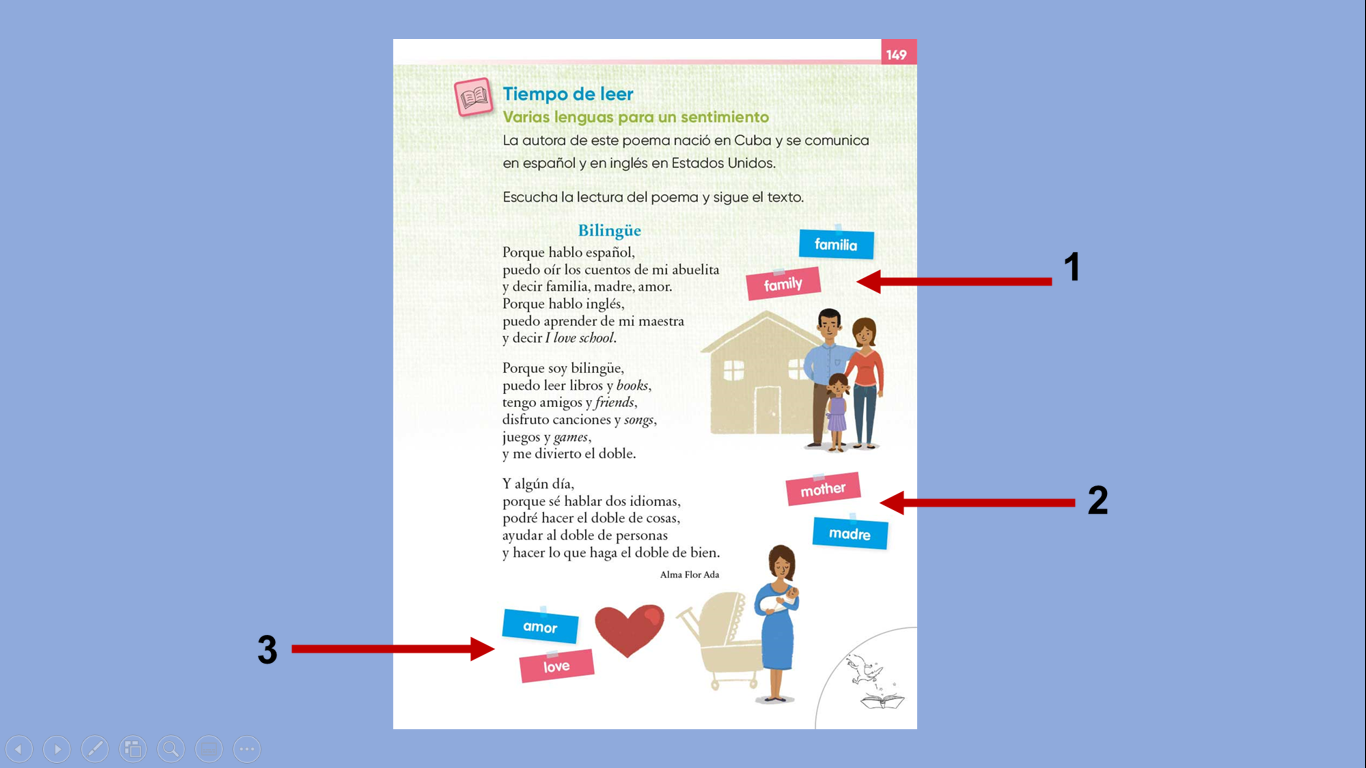 149
Tiempo de leer
Varias lenguas para un sentimiento
La autora de este poema nació en Cuba y se comunica
en español y en inglés en Estados Unidos.
Escucha la lectura del poema y sigue el texto.
Bilingüe
Porque hablo español,
puedo oír los cuentos de mi abuelita
y decir familia, madre, amor.
Porque hablo inglés,
puedo aprender de mi maestra
y decir I love school.
Porque soy bilingüe,
puedo leer libros y books,
tengo amigos y friends,
disfruto canciones y songs,
juegos y games,
y me divierto el doble.
Y algún día,
porque sé hablar dos idiomas,
podré hacer el doble de cosas,
ayudar al doble de personas
y hacer lo que haga el doble de bien.
Alma Flor Ada
familia
family
1
mother
madre
2
amor
love
3